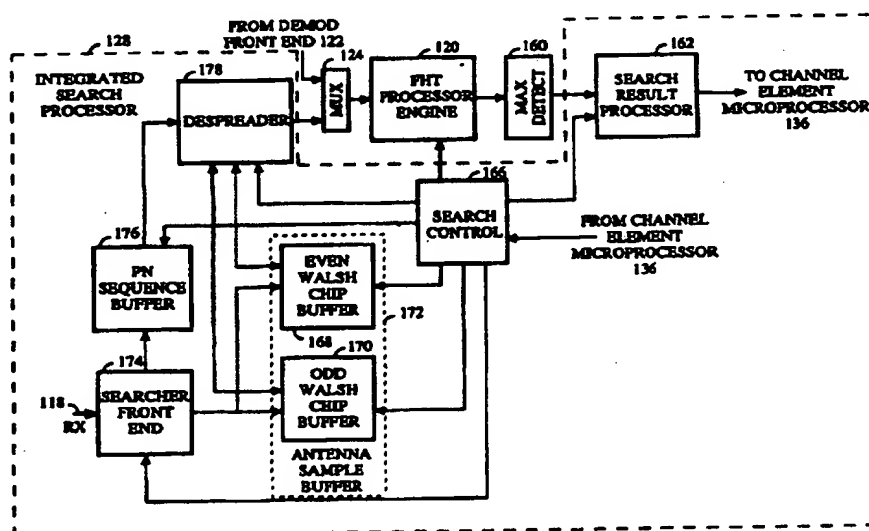 FROM DEMOD
FRONT END 122
128
INTEGRATED
SEARCH
PROCESSOR
178
DESPREADER
124
MUX
120
FHT
PROCESSOR
ENGINE
160
MAX
DETECT
162
SEARCH
RESULT
PROCESSOR
TO CHANNEL
ELEMENT
MICROPROCESSOR
136
166
SEARCH
CONTROL
FROM CHANNEL
ELEMENT
MICROPROCESSOR
136
176
PN
SEQUENCE
BUFFER
EVEN
WALSH
CHIP
BUFFER
168
172
170
ODD
WALSH
CHIP
BUFFER
174
SEARCHER
FRONT
END
118
RX
ANTENNA
SAMPLE
BUFFER